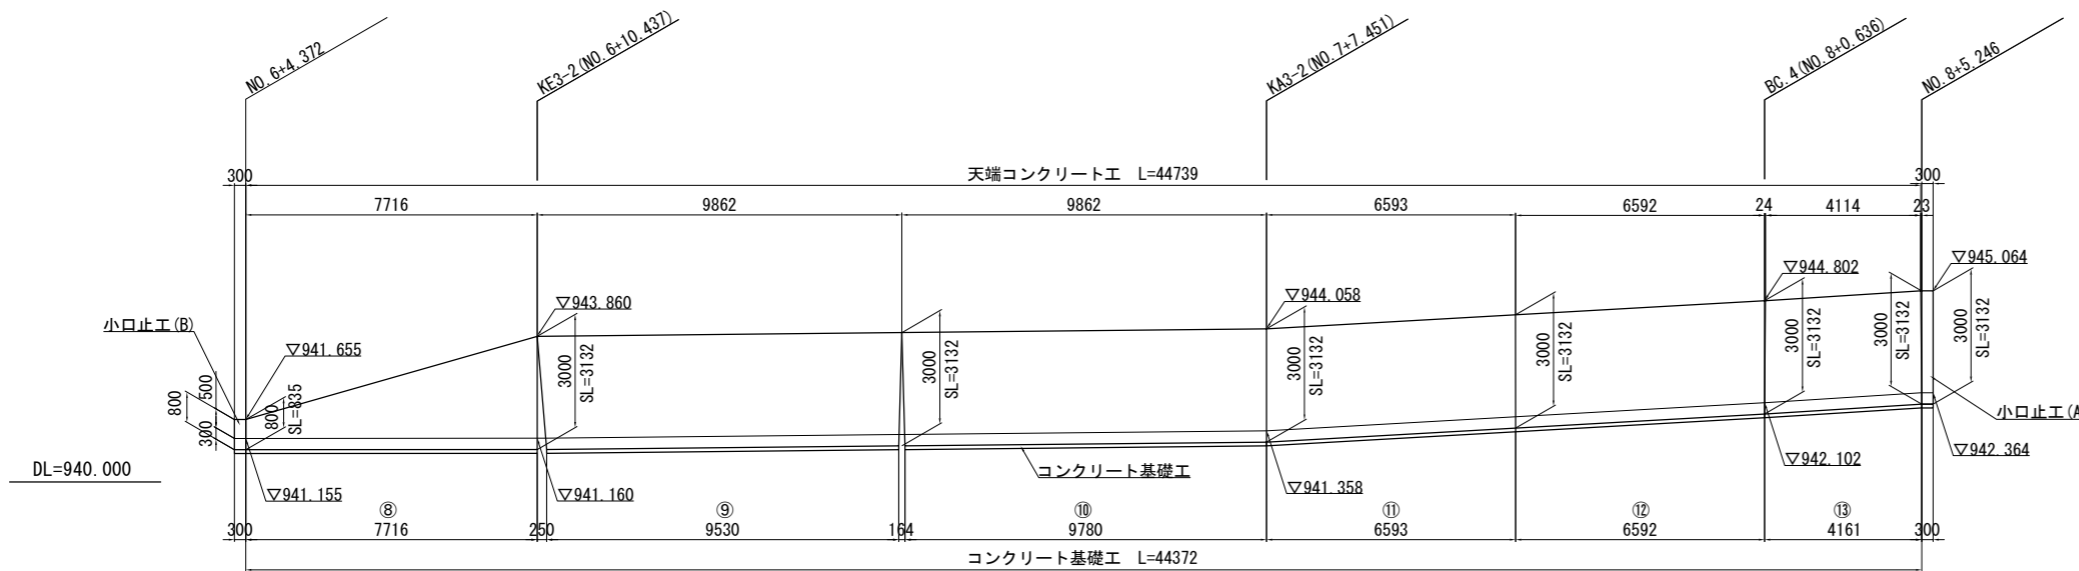 NO.6+4.372
KE3-2(NO.6+10.437)
KA3-2(NO.7+7.451)
BC.4(NO.8+0.636)
NO.8+5.246
300
天端コンクリート工 L=44739
300
7716
9862
9862
6593
6592
24
4114
23
小口止工(B)
▽941.655
▽943.860
▽944.058
▽944.802
▽945.064
800
500
300
800
SL=835
3000
SL=3132
3000
SL=3132
3000
SL=3132
3000
SL=3132
3000
SL=3132
3000
SL=3132
3000
SL=3132
小口止工(A
DL=940.000
コンクリート基礎工
▽941.155
▽941.160
▽941.358
▽942.102
▽942.364
⑧
⑨
⑩
⑪
⑫
⑬
300
7716
250
9530
164
9780
6593
6592
4161
300
コンクリート基礎工 L=44372